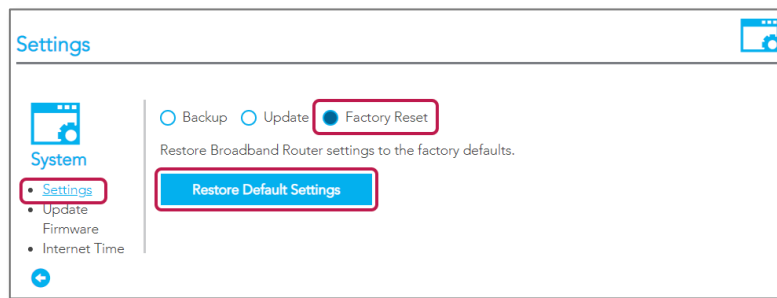 Settings
Backup Update Factory Reset
Restore Broadband Router settings to the factory defaults.
Restore Default Settings
System
Settings
Update
Firmware
Internet Time